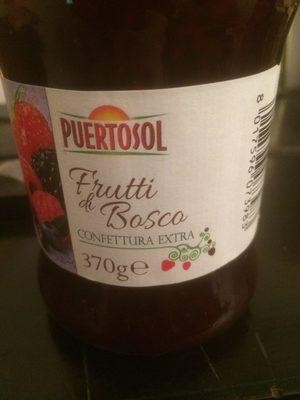 PUERTOSOL
Frutti
di
Bosco
CONFETTURA EXTRA
370g e